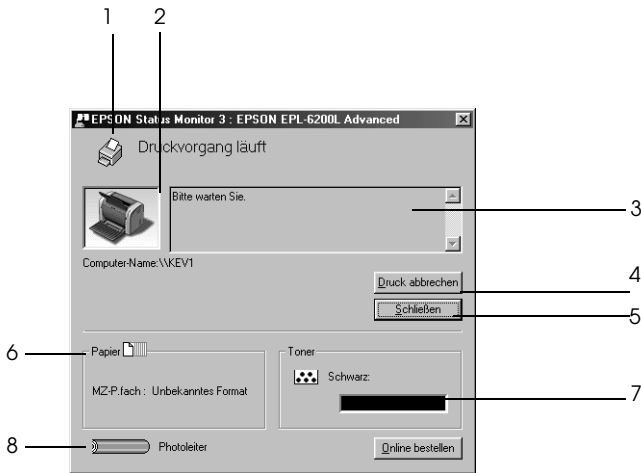 1 2
EPSON Status Monitor 3 : EPSON EPL-6200L Advanced
Druckvorgang läuft
Bitte warten Sie.
3
Computer-Name:\\KEV1
Druck abbrechen
4
Schließen
5
6
Papier
Toner
MZ-P.fach : Unbekanntes Format
Schwarz:
7
8
Photoleiter
Online bestellen